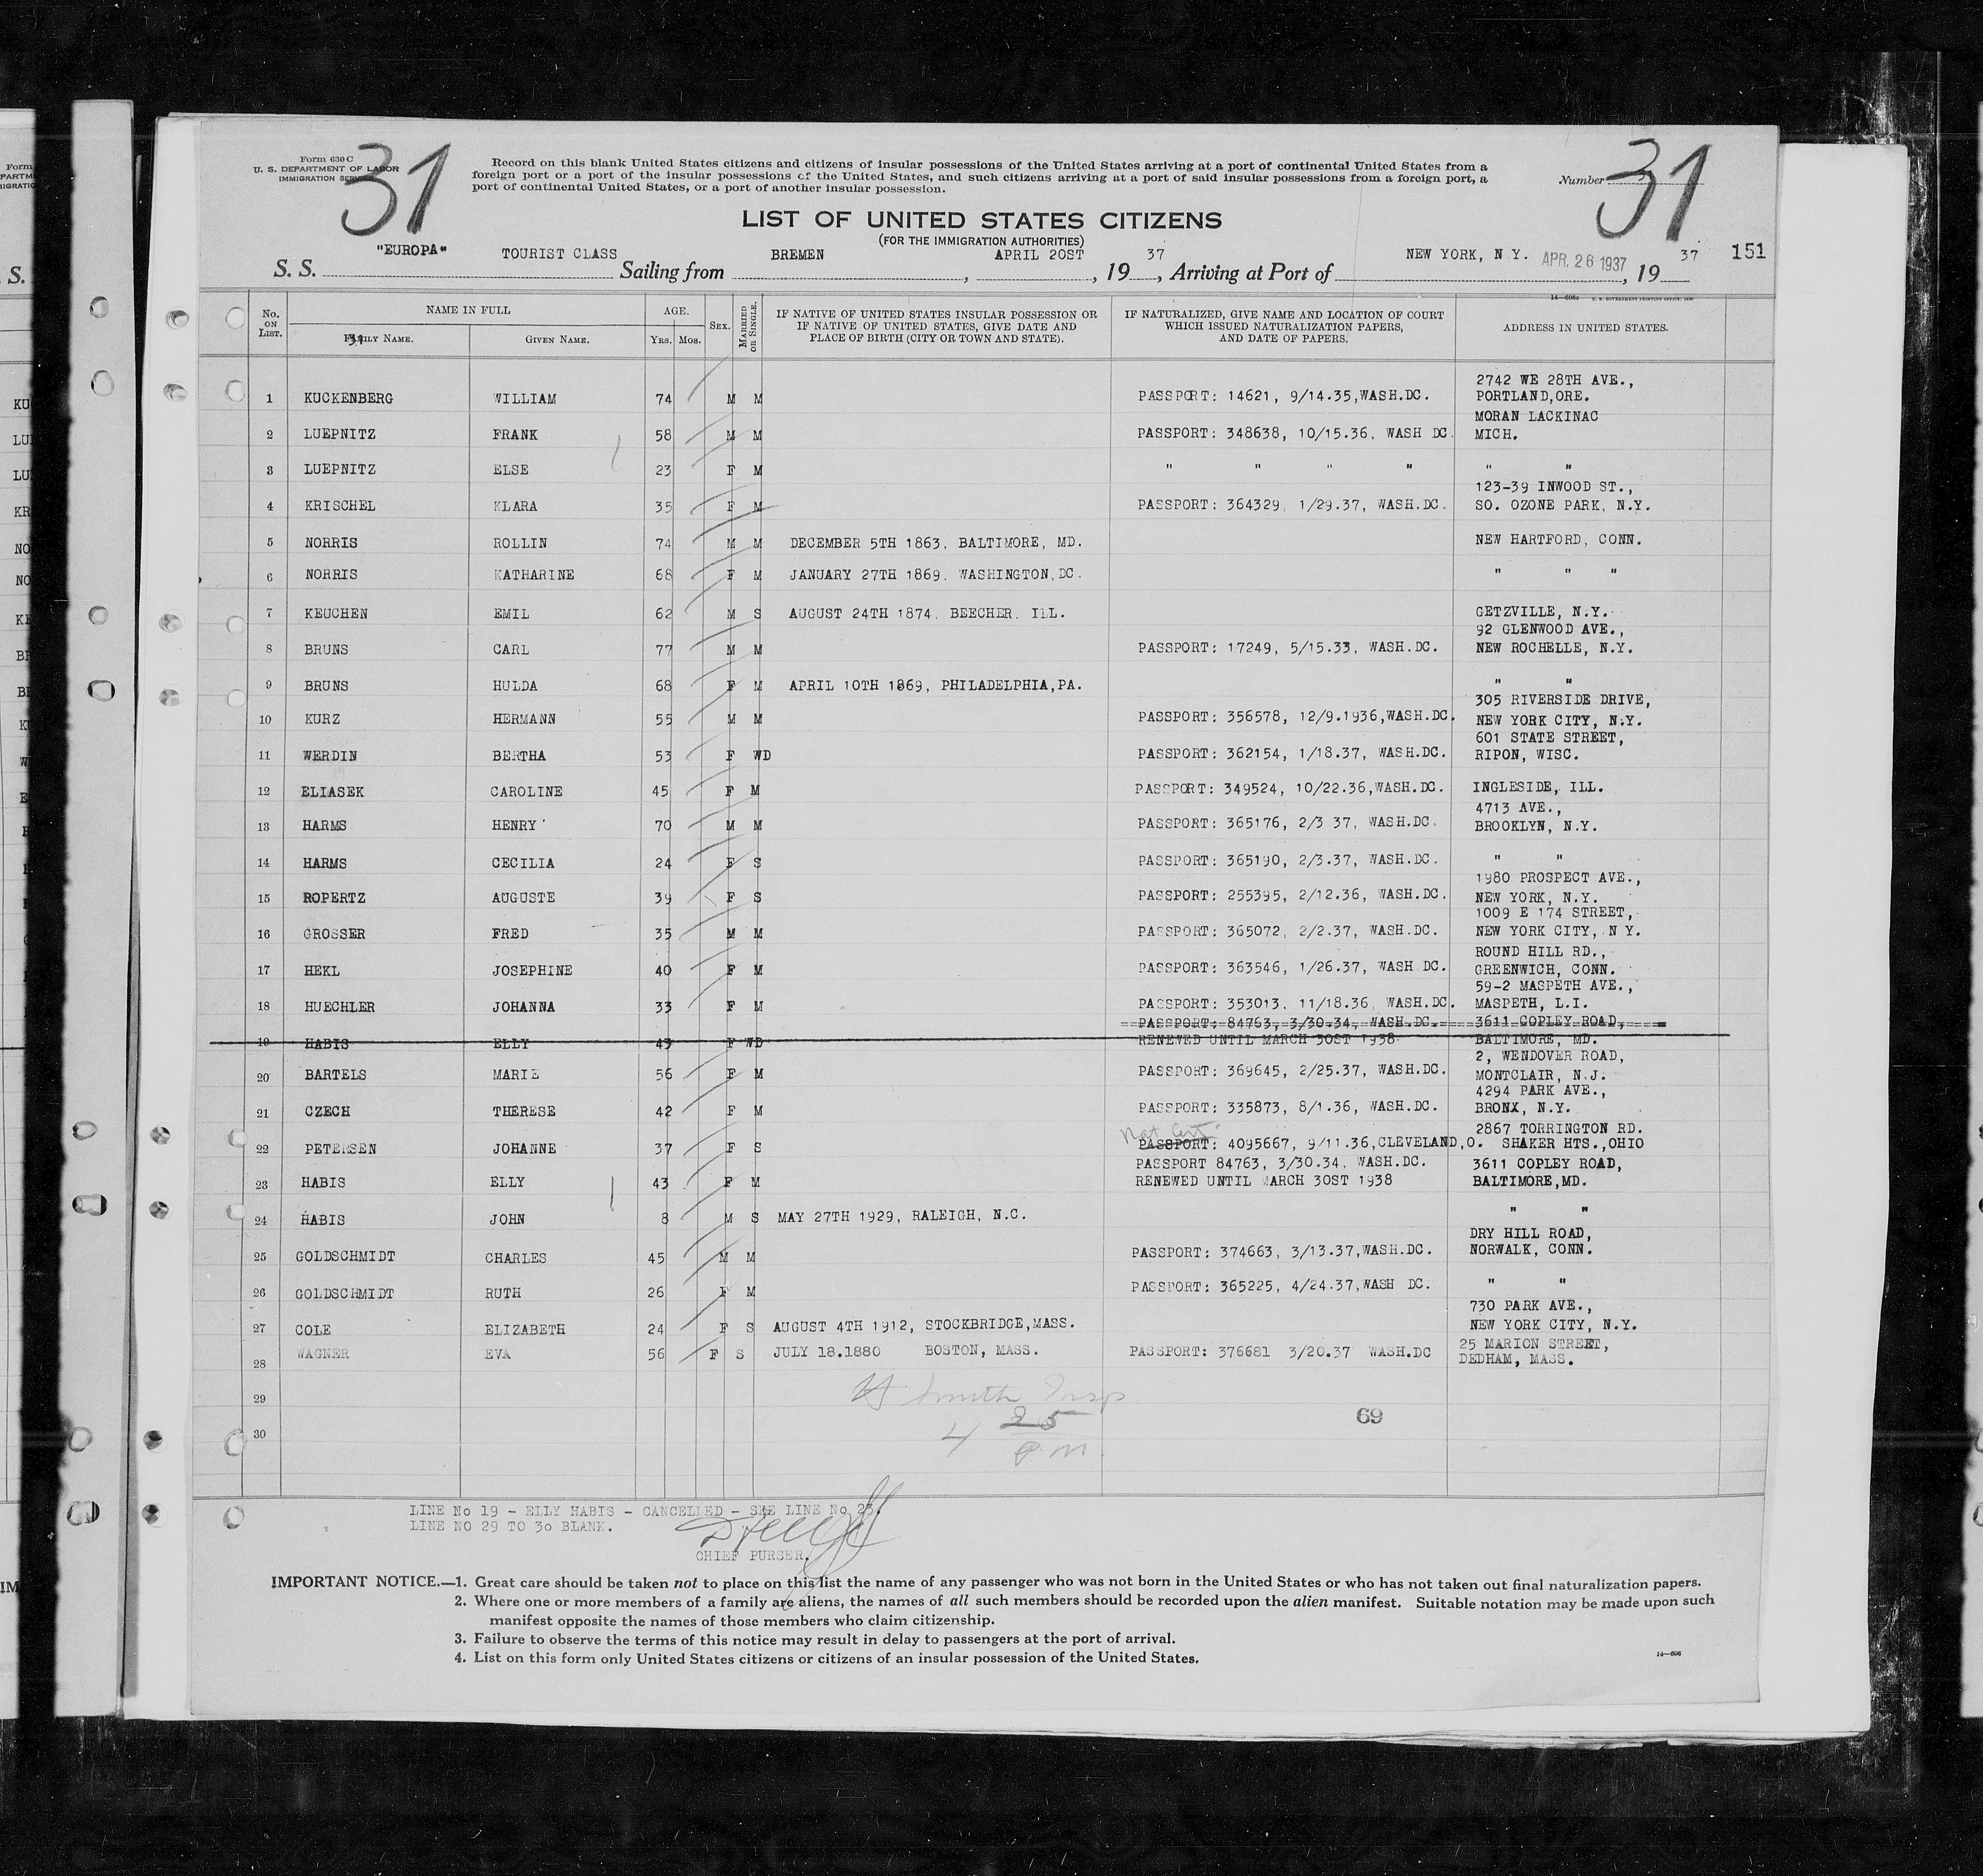 Form 630 C
U. S. DEPARTMENT OF LABOR
IMMIGRATION SERVICE
31
Record on this blank United States citizens and citizens of insular possessions of the United States arriving at a port of continental United States from a
foreign port or a port of the insular possessions of the United States, and such citizens arriving at a port of said insular possessions from a foreign port, a
port of continental United States, or a port of another insular possession.
Number 31
LIST OF UNITED STATES CITIZENS
(FOR THE IMMIGRATION AUTHORITIES)
S. S. "EUROPA" TOURIST CLASS Sailing from BREMEN, APRIL 20ST, 19 37, Arriving at Port of NEW YORK, N.Y. APR. 26 1937, 19 37 151
No. ON LIST. NAME IN FULL FAMILY NAME. GIVEN NAME. AGE. YRS. MOS. SEX. MARRIED OR SINGLE. IF NATIVE OF UNITED STATES INSULAR POSSESSION OR IF NATIVE OF UNITED STATES, GIVE DATE AND PLACE OF BIRTH (CITY OR TOWN AND STATE). IF NATURALIZED, GIVE NAME AND LOCATION OF COURT WHICH ISSUED NATURALIZATION PAPERS, AND DATE OF PAPERS. ADDRESS IN UNITED STATES.
31
2742 WE 28TH AVE.,
1 KUCKENBERG WILLIAM 74 M M PASSPORT: 14621, 9/14.35,WASH.DC. PORTLAND,ORE.
MORAN LACKINAC
2 LUEPNITZ FRANK 58 M M PASSPORT: 348638, 10/15.36, WASH DC. MICH.
3 LUEPNITZ ELSE 23 F M " " " " " "
123-39 INWOOD ST.,
4 KRISCHEL KLARA 35 F M PASSPORT: 364329, 1/29.37, WASH.DC. SO. OZONE PARK, N.Y.
5 NORRIS ROLLIN 74 M M DECEMBER 5TH 1863, BALTIMORE, MD. NEW HARTFORD, CONN.
6 NORRIS KATHARINE 68 F M JANUARY 27TH 1869. WASHINGTON,DC. " " "
7 KEUCHEN EMIL 62 M S AUGUST 24TH 1874. BEECHER. ILL. GETZVILLE, N.Y.
92 GLENWOOD AVE.,
8 BRUNS CARL 77 M M PASSPORT: 17249, 5/15.33, WASH.DC. NEW ROCHELLE, N.Y.
9 BRUNS HULDA 68 F M APRIL 10TH 1869, PHILADELPHIA,PA. " "
305 RIVERSIDE DRIVE,
10 KURZ HERMANN 55 M M PASSPORT: 356578, 12/9.1936,WASH.DC. NEW YORK CITY, N.Y.
601 STATE STREET,
11 WERDIN BERTHA 53 F WD PASSPORT: 362154, 1/18.37, WASH.DC. RIPON, WISC.
12 ELIASEK CAROLINE 45 F M PASSPORT: 349524, 10/22.36,WASH.DC. INGLESIDE, ILL.
4713 AVE.,
13 HARMS HENRY 70 M M PASSPORT: 365176, 2/3 37, WASH.DC. BROOKLYN, N.Y.
14 HARMS CECILIA 24 F S PASSPORT: 365190, 2/3.37, WASH.DC. " "
1980 PROSPECT AVE.,
15 ROPERTZ AUGUSTE 39 F S PASSPORT: 255395, 2/12.36, WASH.DC. NEW YORK, N.Y.
1009 E 174 STREET,
16 GROSSER FRED 35 M M PASSPORT: 365072, 2/2.37, WASH.DC. NEW YORK CITY, N Y.
ROUND HILL RD.,
17 HEKL JOSEPHINE 40 F M PASSPORT: 363546, 1/26.37, WASH DC. GREENWICH, CONN.
59-2 MASPETH AVE.,
18 HUECHLER JOHANNA 33 F M PASSPORT: 353013, 11/18.36, WASH.DC. MASPETH, L.I.
PASSPORT: 84763, 3/30.34, WASH.DC. 3611 COPLEY ROAD,
19 HABIS ELLY 43 F WD RENEWED UNTIL MARCH 30ST 1938 BALTIMORE, MD.
2, WENDOVER ROAD,
20 BARTELS MARIE 56 F M PASSPORT: 369645, 2/25.37, WASH.DC. MONTCLAIR, N.J.
4294 PARK AVE.,
21 CZECH THERESE 42 F M PASSPORT: 335873, 8/1.36, WASH.DC. BRONX, N.Y.
Nat Cert. 2867 TORRINGTON RD.
22 PETERSEN JOHANNE 37 F S PASSPORT: 4095667, 9/11.36,CLEVELAND,O. SHAKER HTS.,OHIO
PASSPORT 84763, 3/30.34, WASH.DC. 3611 COPLEY ROAD,
23 HABIS ELLY 43 F M RENEWED UNTIL MARCH 30ST 1938 BALTIMORE,MD.
24 HABIS JOHN 8 M S MAY 27TH 1929, RALEIGH, N.C. " "
DRY HILL ROAD,
25 GOLDSCHMIDT CHARLES 45 M M PASSPORT: 374663, 3/13.37,WASH.DC. NORWALK, CONN.
26 GOLDSCHMIDT RUTH 26 F M PASSPORT: 365225, 4/24.37,WASH DC. " "
730 PARK AVE.,
27 COLE ELIZABETH 24 F S AUGUST 4TH 1912, STOCKBRIDGE,MASS. NEW YORK CITY, N.Y.
25 MARION STREET,
28 WAGNER EVA 56 F S JULY 18.1880 BOSTON, MASS. PASSPORT: 376681 3/20.37 WASH.DC DEDHAM, MASS.
29
Smith Insp
69
30
4 25
P.M.
LINE No 19 - ELLY HABIS - CANCELLED - SEE LINE No 23.
LINE NO 29 TO 30 BLANK.
CHIEF PURSER.
IMPORTANT NOTICE.—1. Great care should be taken not to place on this list the name of any passenger who was not born in the United States or who has not taken out final naturalization papers.
2. Where one or more members of a family are aliens, the names of all such members should be recorded upon the alien manifest. Suitable notation may be made upon such
manifest opposite the names of those members who claim citizenship.
3. Failure to observe the terms of this notice may result in delay to passengers at the port of arrival.
4. List on this form only United States citizens or citizens of an insular possession of the United States.
14—606